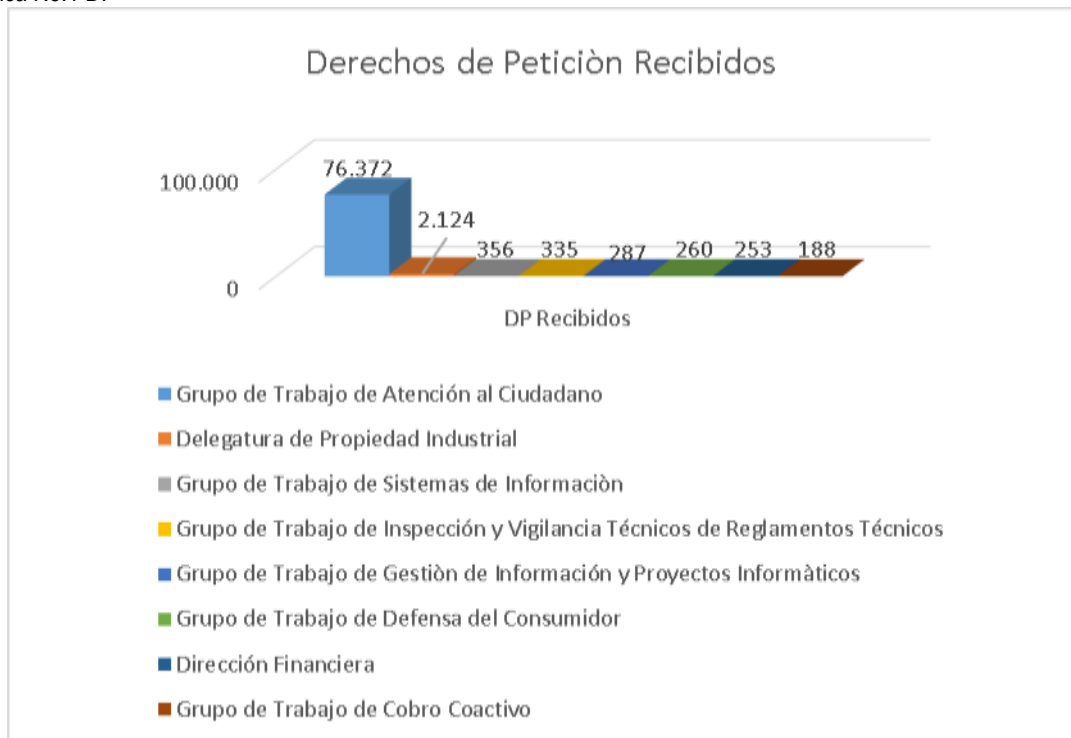 Derechos de Peticiòn Recibidos
76.372
100.000
2.124
356 335 287 260 253 188
0
DP Recibidos
Grupo de Trabajo de Atención al Ciudadano
Delegatura de Propiedad Industrial
Grupo de Trabajo de Sistemas de Informaciòn
Grupo de Trabajo de Inspección y Vigilancia Técnicos de Reglamentos Técnicos
Grupo de Trabajo de Gestiòn de Información y Proyectos Informàticos
Grupo de Trabajo de Defensa del Consumidor
Dirección Financiera
Grupo de Trabajo de Cobro Coactivo